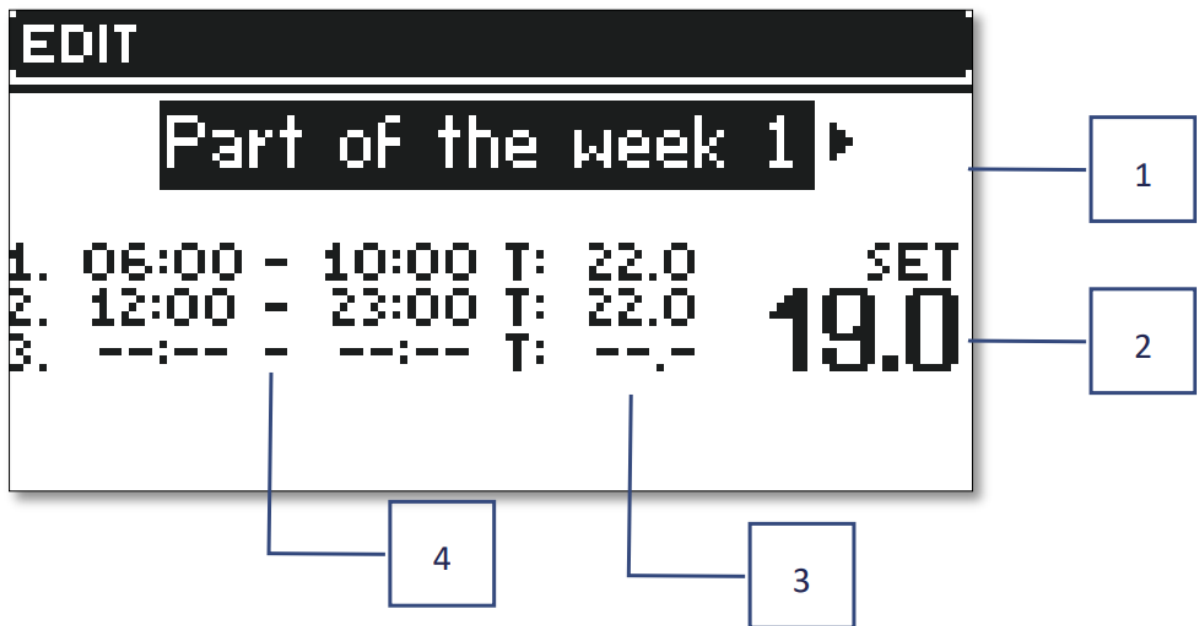 EDIT
Part of the week 1
1. 06:00 - 10:00 T: 22.0 SET
2. 12:00 - 23:00 T: 22.0 19.0
3. --:-- - --:-- T: --.-
1
2
3
4